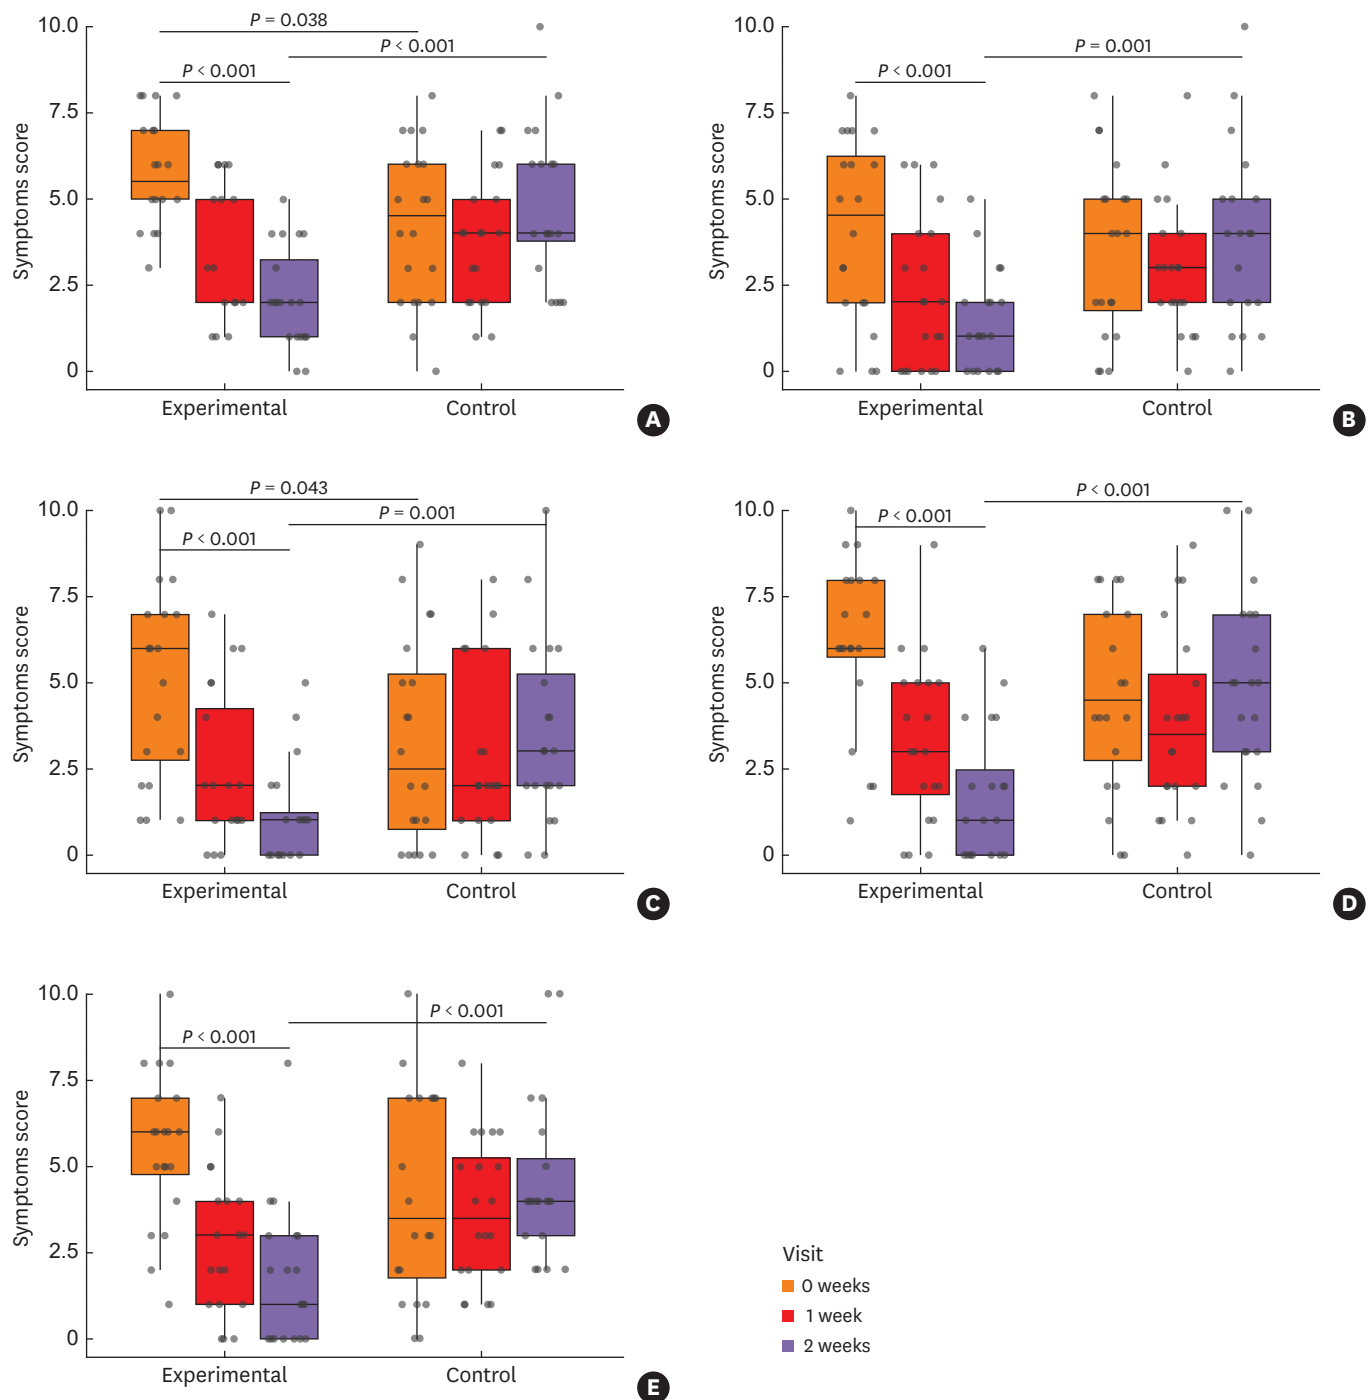 10.0
7.5
5.0
2.5
0
Symptoms score
P = 0.038
P < 0.001
P < 0.001
Experimental
Control
A
10.0
7.5
5.0
2.5
0
Symptoms score
P = 0.001
P < 0.001
Experimental
Control
B
10.0
7.5
5.0
2.5
0
Symptoms score
P = 0.043
P = 0.001
P < 0.001
Experimental
Control
C
10.0
7.5
5.0
2.5
0
Symptoms score
P < 0.001
P < 0.001
Experimental
Control
D
10.0
7.5
5.0
2.5
0
Symptoms score
P < 0.001
P < 0.001
Experimental
Control
E
Visit
0 weeks
1 week
2 weeks